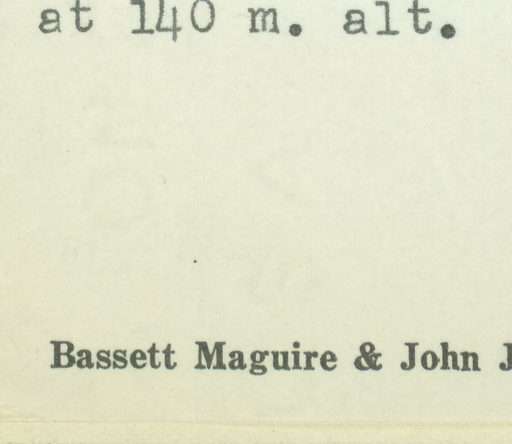 at 140 m. alt.
Bassett Maguire & John J